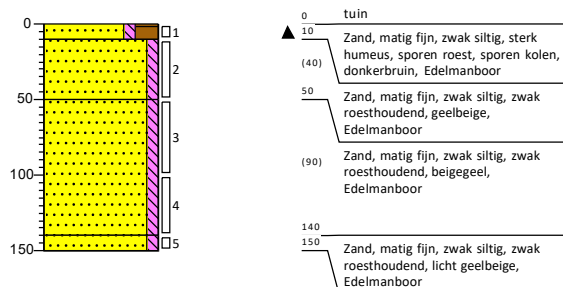 0
50
100
150
1
2
3
4
5
0
tuin
10
Zand, matig fijn, zwak siltig, sterk
humeus, sporen roest, sporen kolen,
donkerbruin, Edelmanboor
(40)
50
Zand, matig fijn, zwak siltig, zwak
roesthoudend, geelbeige,
Edelmanboor
(90)
Zand, matig fijn, zwak siltig, zwak
roesthoudend, beigegeel,
Edelmanboor
140
150
Zand, matig fijn, zwak siltig, zwak
roesthoudend, licht geelbeige,
Edelmanboor